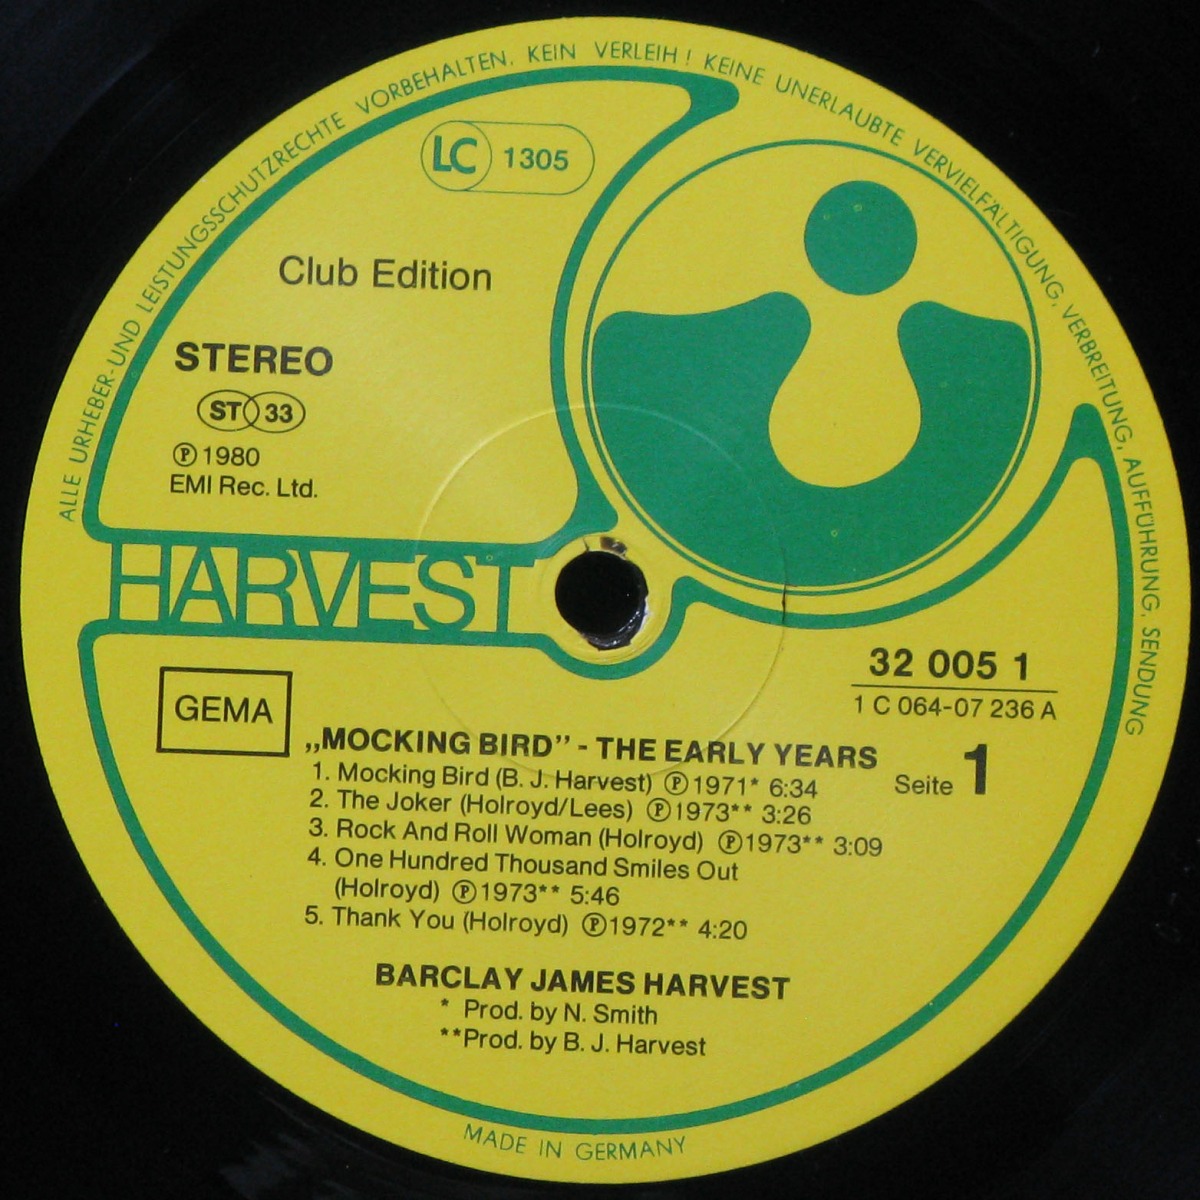 ALLE URHEBER- UND LEISTUNGSSCHUTZRECHTE VORBEHALTEN. KEIN VERLEIH! KEINE UNERLAUBTE VERVIELFÄLTIGUNG, VERBREITUNG, AUFFÜHRUNG, SENDUNG
LC 1305
Club Edition
STEREO
ST 33
Ⓟ 1980
EMI Rec. Ltd.
HARVEST
32 005 1
1 C 064-07 236 A
GEMA
„MOCKING BIRD” - THE EARLY YEARS
Seite 1
1. Mocking Bird (B. J. Harvest) Ⓟ 1971* 6:34
2. The Joker (Holroyd/Lees) Ⓟ 1973** 3:26
3. Rock And Roll Woman (Holroyd) Ⓟ 1973** 3:09
4. One Hundred Thousand Smiles Out
(Holroyd) Ⓟ 1973** 5:46
5. Thank You (Holroyd) Ⓟ 1972** 4:20
BARCLAY JAMES HARVEST
* Prod. by N. Smith
**Prod. by B. J. Harvest
MADE IN GERMANY